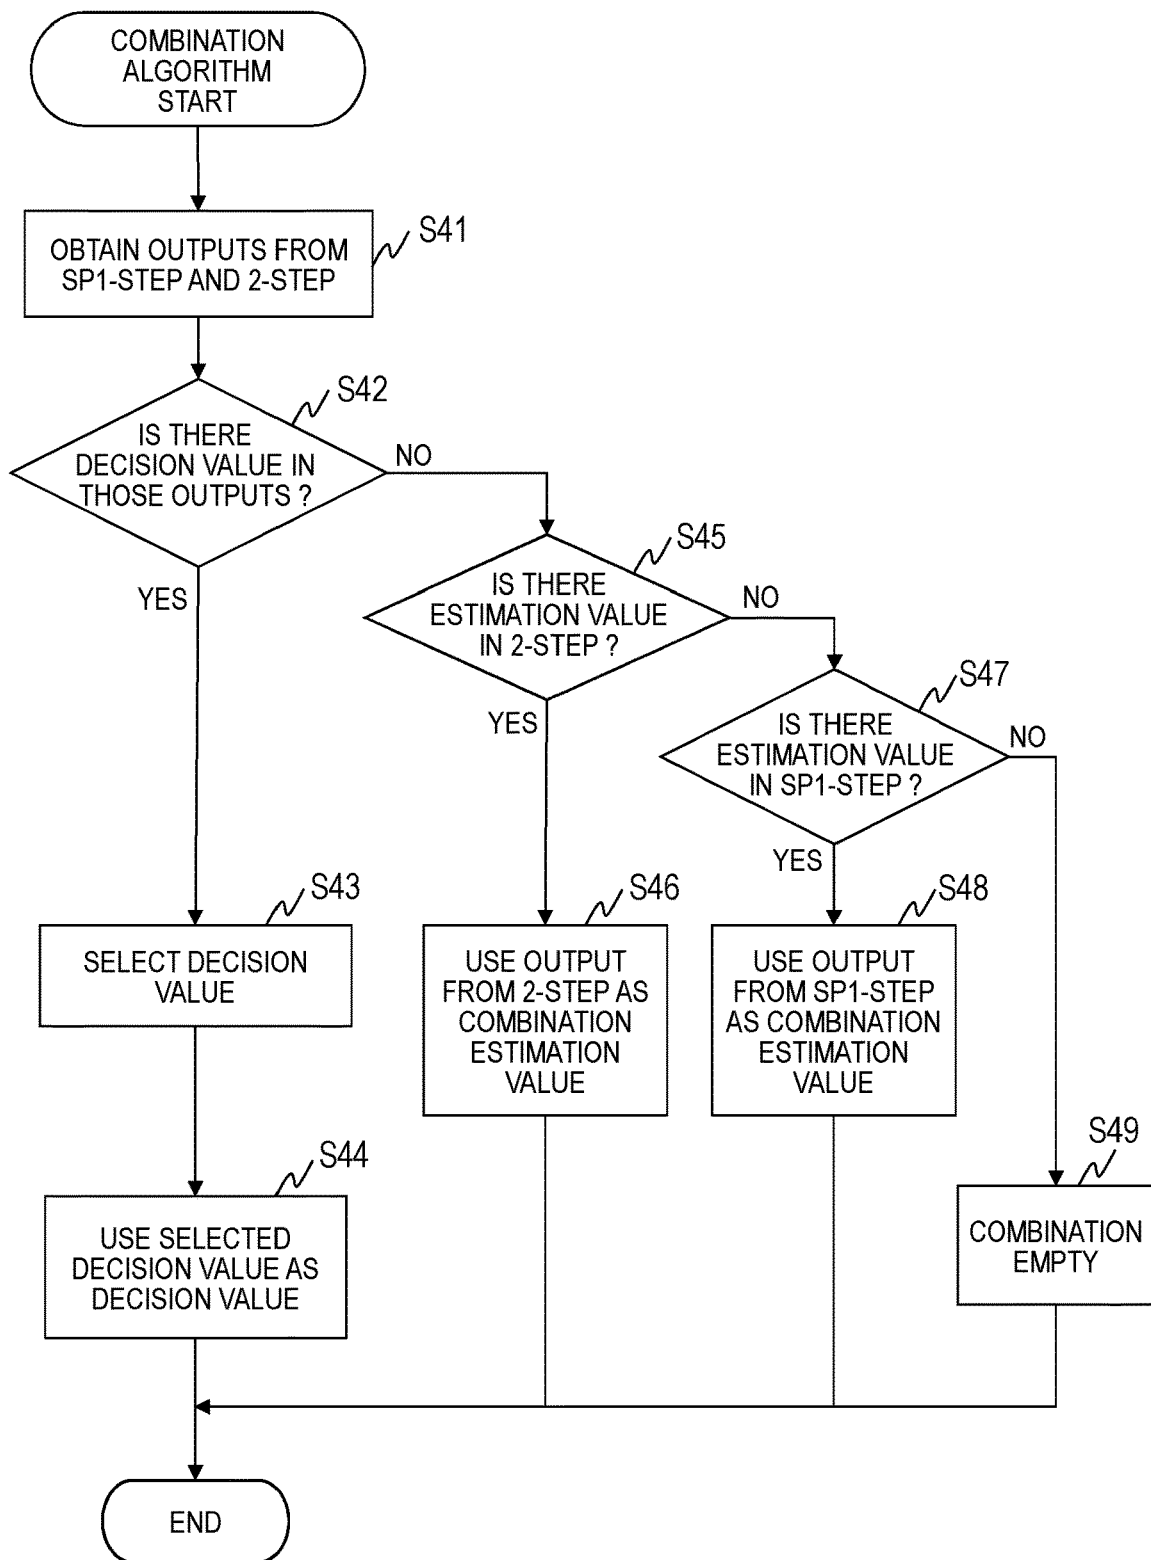 COMBINATION
ALGORITHM
START
S41
OBTAIN OUTPUTS FROM
SP1-STEP AND 2-STEP
S42
IS THERE
DECISION VALUE IN
THOSE OUTPUTS ?
NO
YES
S45
IS THERE
ESTIMATION VALUE
IN 2-STEP ?
NO
YES
S47
IS THERE
ESTIMATION VALUE
IN SP1-STEP ?
NO
YES
S43
SELECT DECISION
VALUE
S46
USE OUTPUT
FROM 2-STEP AS
COMBINATION
ESTIMATION
VALUE
S48
USE OUTPUT
FROM SP1-STEP
AS COMBINATION
ESTIMATION
VALUE
S44
USE SELECTED
DECISION VALUE AS
DECISION VALUE
S49
COMBINATION
EMPTY
END